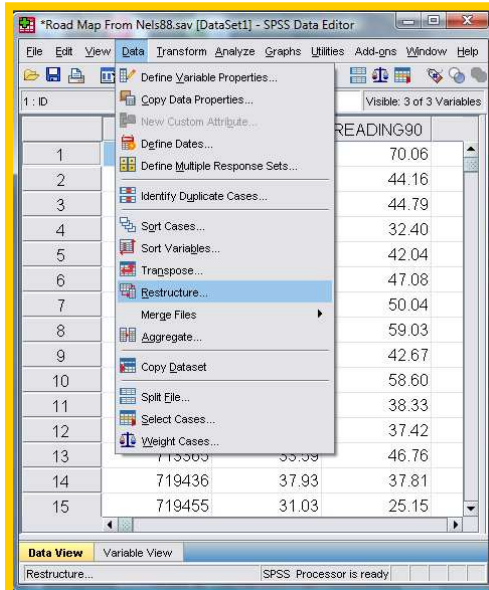 *Road Map From Nels88.sav [DataSet1] - SPSS Data Editor
File Edit View Data Transform Analyze Graphs Utilities Add-ons Window Help
1 : ID
Visible: 3 of 3 Variables
Define Variable Properties...
Copy Data Properties...
New Custom Attribute...
Define Dates...
Define Multiple Response Sets...
Identify Duplicate Cases...
Sort Cases...
Sort Variables...
Transpose...
Restructure...
Merge Files
Aggregate...
Copy Dataset
Split File...
Select Cases...
Weight Cases...
READING90
1 70.06
2 44.16
3 44.79
4 32.40
5 42.04
6 47.08
7 50.04
8 59.03
9 42.67
10 58.60
11 38.33
12 37.42
13 713365 33.59 46.76
14 719436 37.93 37.81
15 719455 31.03 25.15
Data View Variable View
Restructure... SPSS Processor is ready